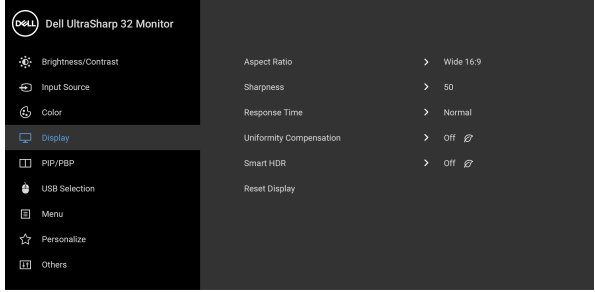 DELL Dell UltraSharp 32 Monitor
Brightness/Contrast
Aspect Ratio Wide 16:9
Input Source
Sharpness 50
Color
Response Time Normal
Display
Uniformity Compensation Off
PIP/PBP
Smart HDR Off
USB Selection
Reset Display
Menu
Personalize
Others